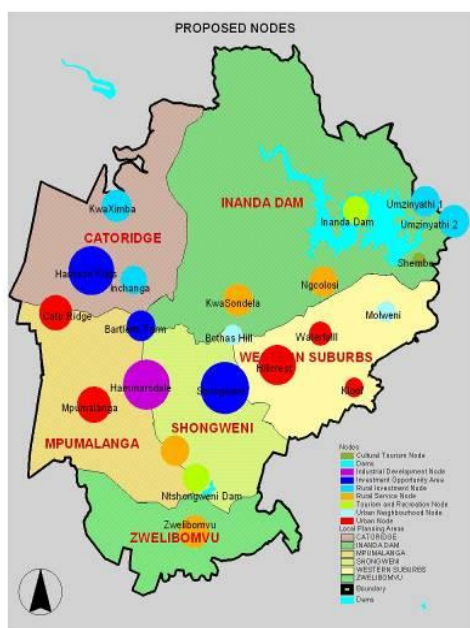 PROPOSED NODES
KwaXimba
INANDA DAM
Inanda Dam
Umzinyathi 1
Umzinyathi 2
CATORIDGE
Shembe
Inchanga
Ngcolosi
KwaSondela
Cato Ridge
Bartlett Farm
Bothas Hill
Waterfall
Molweni
WESTERN SUBURBS
Hillcrest
Hammarsdale
Shongweni
Kloof
Mpumalanga
SHONGWENI
MPUMALANGA
Ntshongweni Dam
Zwelibomvu
ZWELIBOMVU
Nodes
Cultural Tourism Node
Dams
Industrial Development Node
Investment Opportunity Area
Rural Investment Node
Rural Service Node
Tourism and Recreation Node
Urban Neighbourhood Node
Urban Node
Local Planning Areas
CATORIDGE
INANDA DAM
MPUMALANGA
SHONGWENI
WESTERN SUBURBS
ZWELIBOMVU
Boundary
Dams